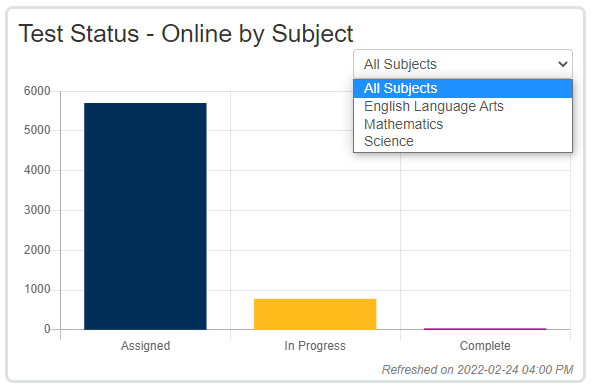 Test Status - Online by Subject
All Subjects
All Subjects
English Language Arts
Mathematics
Science
6000
5000
4000
3000
2000
1000
0
Assigned In Progress Complete
Refreshed on 2022-02-24 04:00 PM